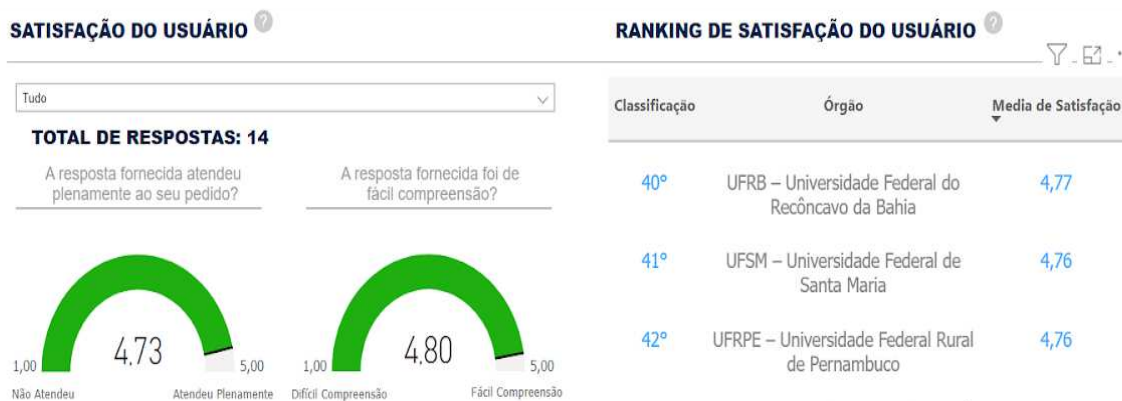 SATISFAÇÃO DO USUÁRIO ?
Tudo
TOTAL DE RESPOSTAS: 14
A resposta fornecida atendeu
plenamente ao seu pedido?
4,73
1,00
5,00
Não Atendeu
Atendeu Plenamente
A resposta fornecida foi de
fácil compreensão?
4,80
1,00
5,00
Difícil Compreensão
Fácil Compreensão
RANKING DE SATISFAÇÃO DO USUÁRIO ?
Classificação Órgão Media de Satisfação
40° UFRB – Universidade Federal do 4,77
Recôncavo da Bahia
41° UFSM – Universidade Federal de 4,76
Santa Maria
42° UFRPE – Universidade Federal Rural 4,76
de Pernambuco